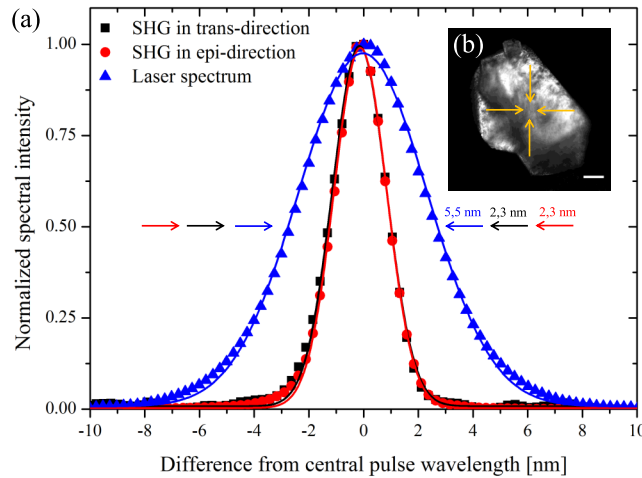 (a)
SHG in trans-direction
SHG in epi-direction
Laser spectrum
(b)
5,5 nm 2,3 nm 2,3 nm
Normalized spectral intensity
1.00
0.75
0.50
0.25
0.00
-10 -8 -6 -4 -2 0 2 4 6 8 10
Difference from central pulse wavelength [nm]